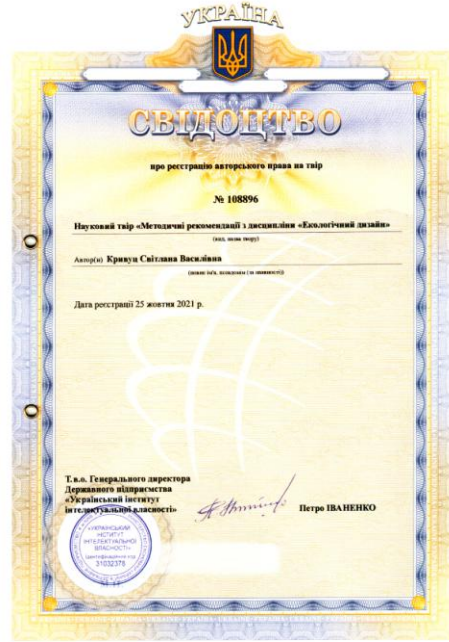 УКРАЇНА
СВІДОЦТВО
про реєстрацію авторського права на твір
№ 108896
Науковий твір «Методичні рекомендації з дисципліни «Екологічний дизайн»
(вид, назва твору)
Автор(и) Кривуц Світлана Василівна
(повне ім'я, псевдонім (за наявності))
Дата реєстрації 25 жовтня 2021 р.
Т.в.о. Генерального директора
Державного підприємства
«Український інститут
інтелектуальної власності»
Петро ІВАНЕНКО
«УКРАЇНСЬКИЙ
ІНСТИТУТ
ІНТЕЛЕКТУАЛЬНОЇ
ВЛАСНОСТІ»
Ідентифікаційний код
31032378